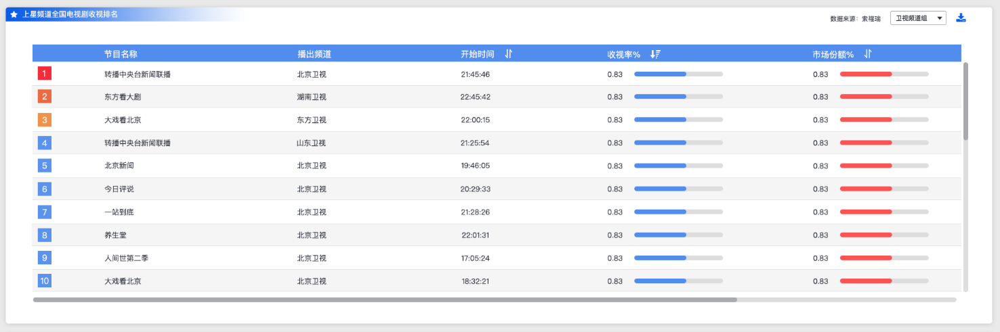 上星频道全国电视剧收视排名
数据来源：索福瑞 卫视频道组
节目名称 播出频道 开始时间 收视率% 市场份额%
1 转播中央台新闻联播 北京卫视 21:45:46 0.83 0.83
2 东方看大剧 湖南卫视 22:45:42 0.83 0.83
3 大戏看北京 东方卫视 22:00:15 0.83 0.83
4 转播中央台新闻联播 山东卫视 21:25:54 0.83 0.83
5 北京新闻 北京卫视 19:46:05 0.83 0.83
6 今日评说 北京卫视 20:29:33 0.83 0.83
7 一站到底 北京卫视 21:28:26 0.83 0.83
8 养生堂 北京卫视 22:01:31 0.83 0.83
9 人间世第二季 北京卫视 17:05:24 0.83 0.83
10 大戏看北京 北京卫视 18:32:21 0.83 0.83